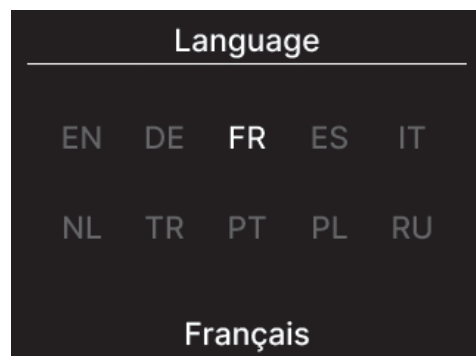 Language
EN DE FR ES IT
NL TR PT PL RU
Français